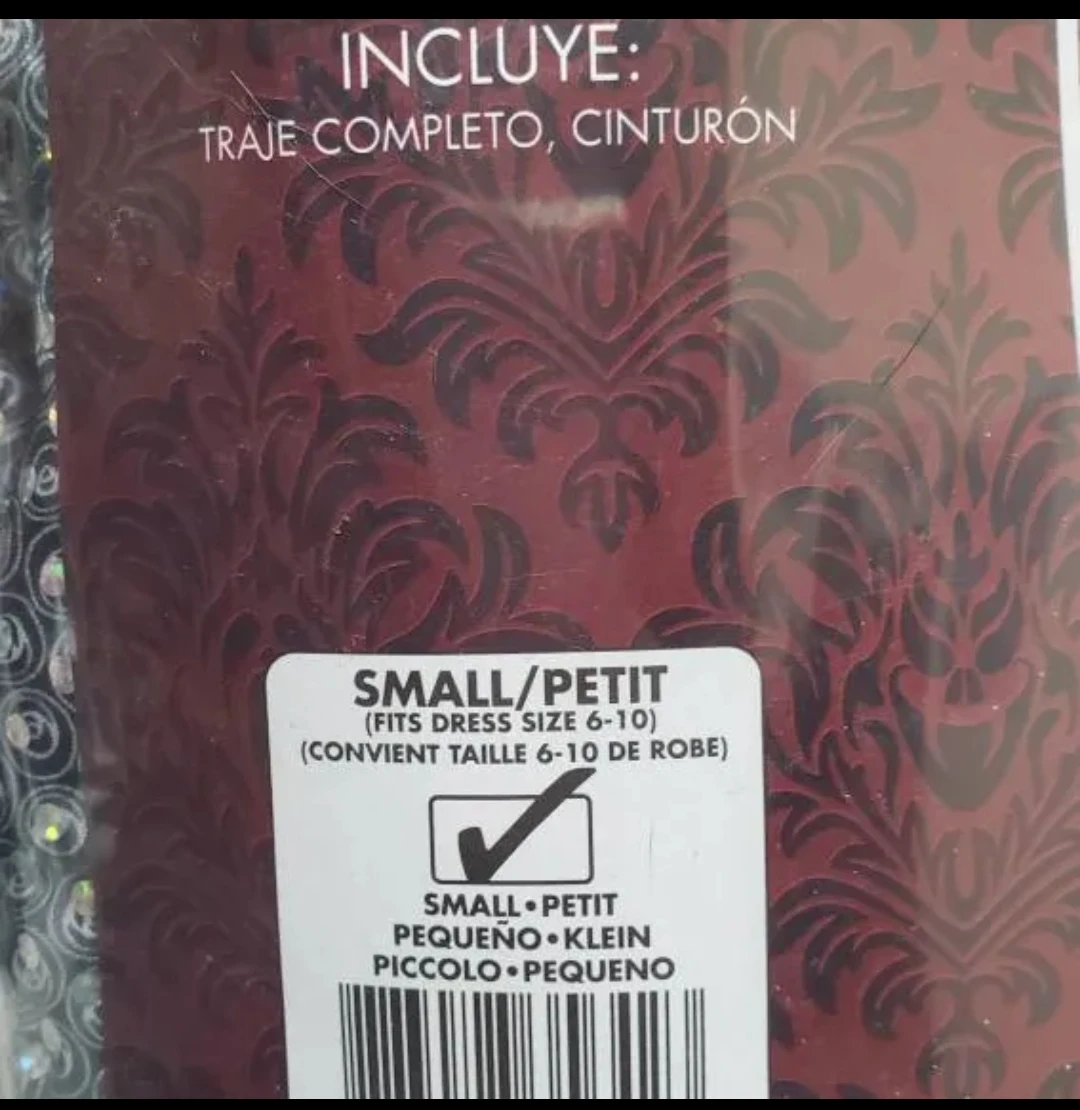 INCLUYE:
TRAJE COMPLETO, CINTURÓN
SMALL/PETIT
(FITS DRESS SIZE 6-10)
(CONVIENT TAILLE 6-10 DE ROBE)
SMALL•PETIT
PEQUEÑO•KLEIN
PICCOLO•PEQUENO